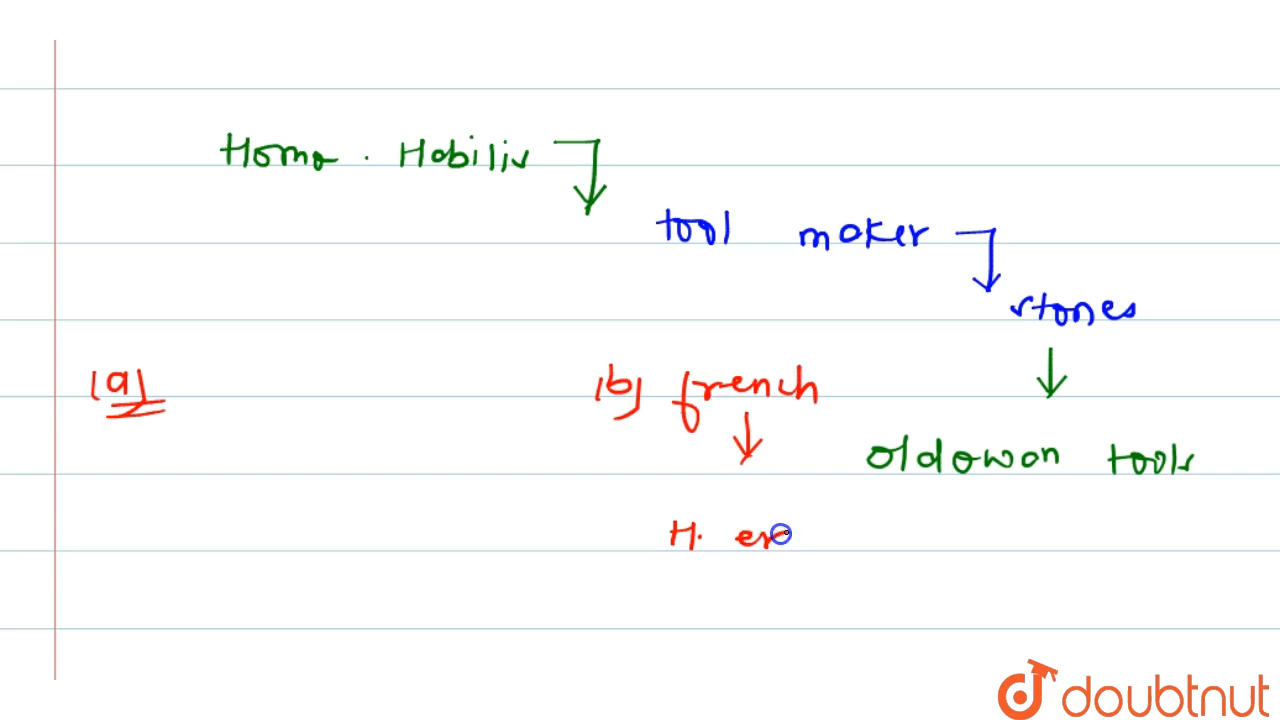 Homo. Habilis
tool maker
stones
(a)
(b) french
oldowan tools
H. er
doubtnut